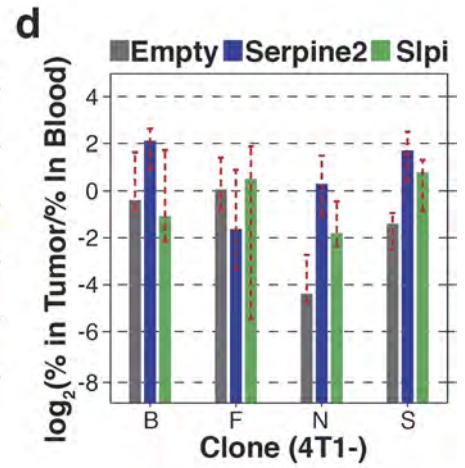 d
Empty Serpine2 Slpi
log2(% in Tumor/% In Blood)
4
2
0
-2
-4
-6
-8
B F N S
Clone (4T1-)